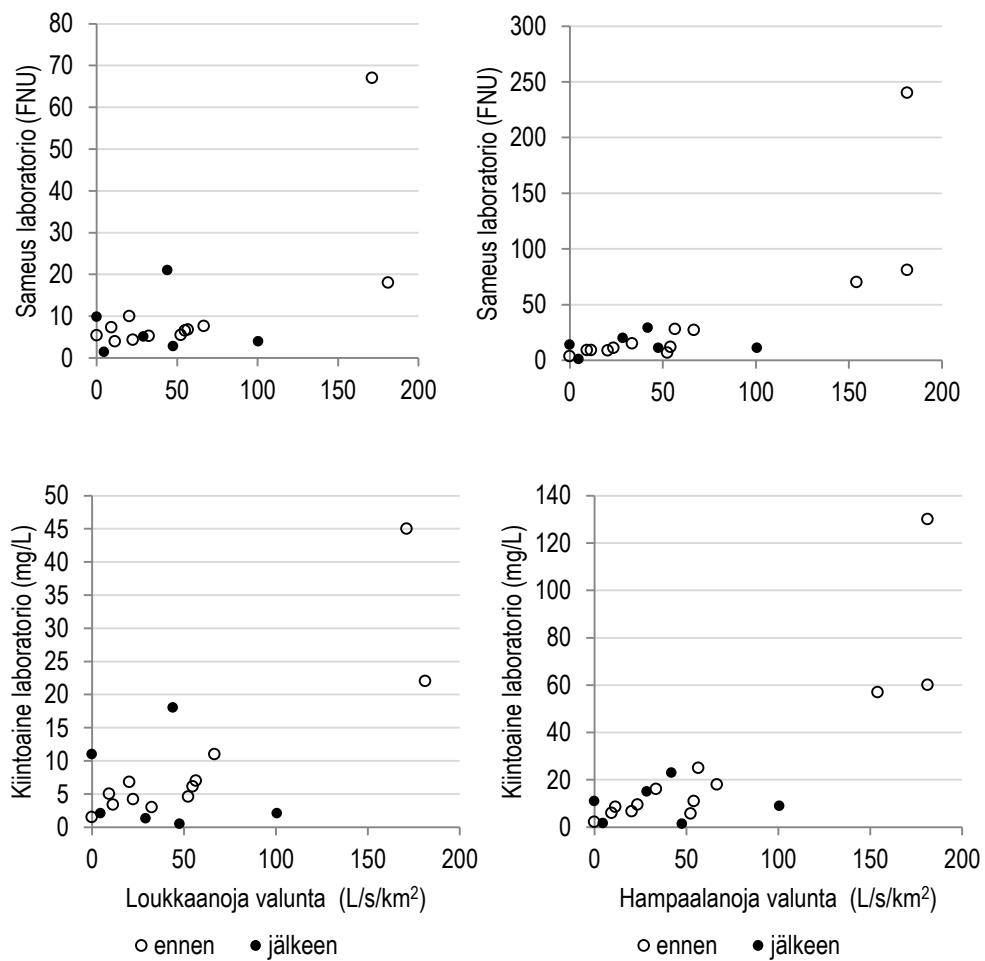 Sameus laboratorio (FNU)
80
70
60
50
40
30
20
10
0
0 50 100 150 200
Sameus laboratorio (FNU)
300
250
200
150
100
50
0
0 50 100 150 200
Kiintoaine laboratorio (mg/L)
50
45
40
35
30
25
20
15
10
5
0
0 50 100 150 200
Loukkaanoja valunta (L/s/km²)
ennen jälkeen
Kiintoaine laboratorio (mg/L)
140
120
100
80
60
40
20
0
0 50 100 150 200
Hampaalanoja valunta (L/s/km²)
ennen jälkeen